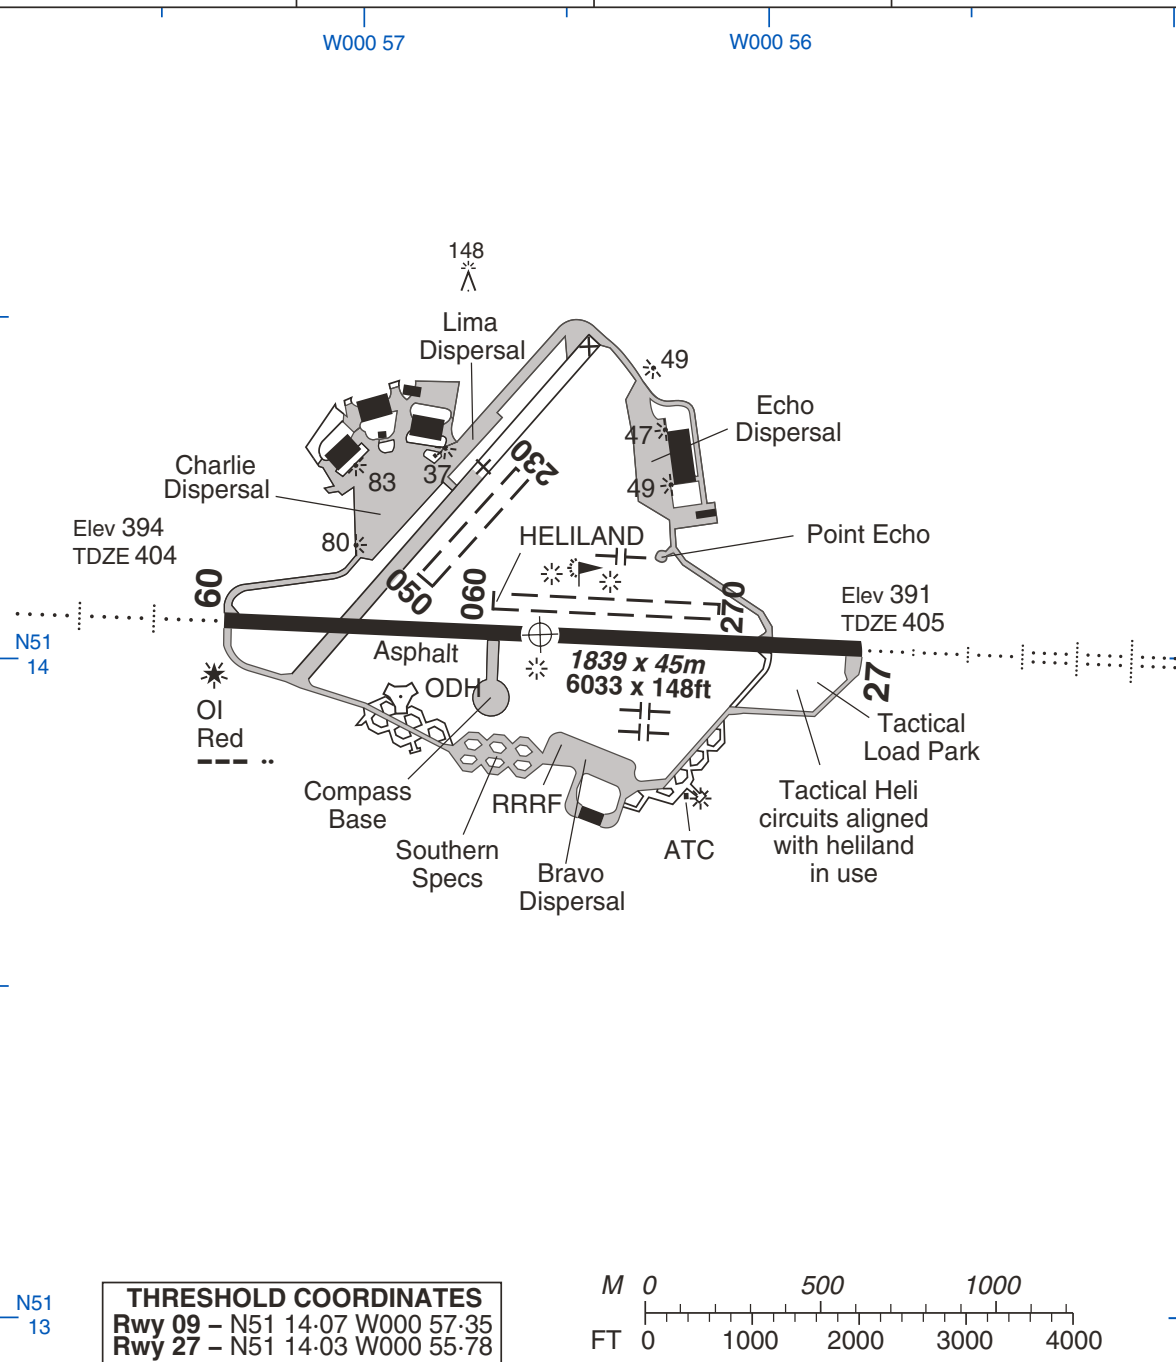 W000 57
W000 56
148
Lima
Dispersal
49
Echo
Dispersal
47
49
Charlie
Dispersal
83
37
230
80
Elev 394
TDZE 404
HELILAND
Point Echo
09
050
090
270
Elev 391
TDZE 405
N51
14
Asphalt
1839 x 45m
6033 x 148ft
ODH
27
OI
Red
Tactical
Load Park
Compass
Base
RRRF
Tactical Heli
circuits aligned
with heliland
in use
Southern
Specs
ATC
Bravo
Dispersal
N51
13
THRESHOLD COORDINATES
Rwy 09 – N51 14·07 W000 57·35
Rwy 27 – N51 14·03 W000 55·78
M 0 500 1000
FT 0 1000 2000 3000 4000